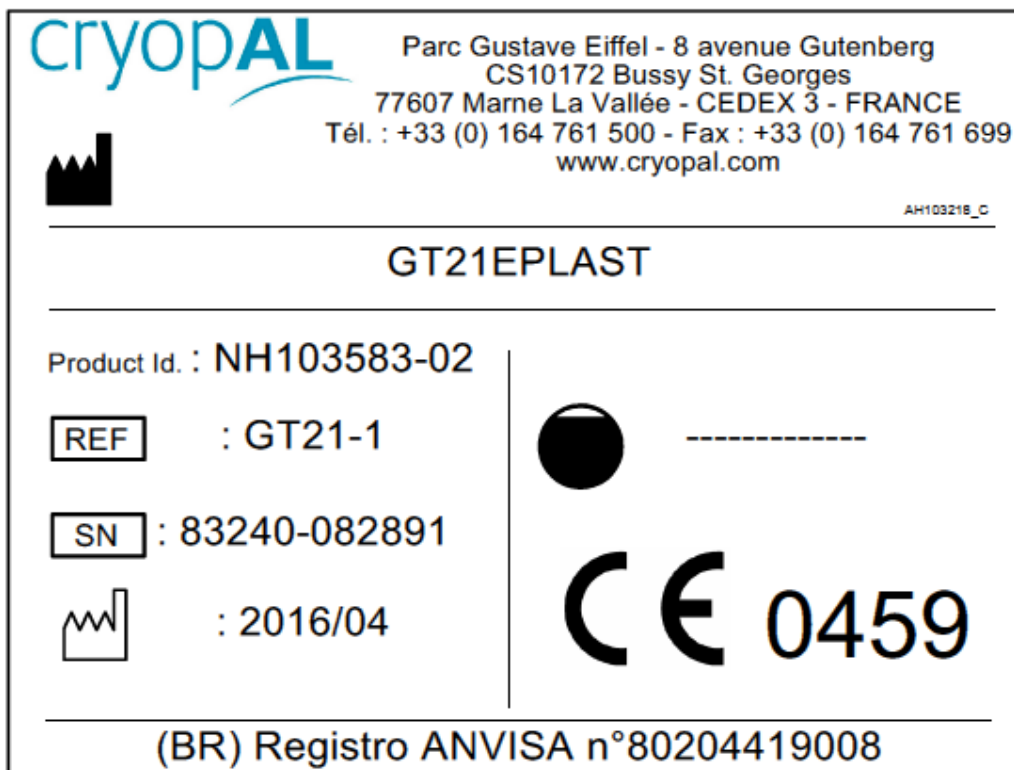 cryopAL
Parc Gustave Eiffel - 8 avenue Gutenberg
CS10172 Bussy St. Georges
77607 Marne La Vallée - CEDEX 3 - FRANCE
Tél. : +33 (0) 164 761 500 - Fax : +33 (0) 164 761 699
www.cryopal.com
AH103218_C
GT21EPLAST
Product Id. : NH103583-02
REF : GT21-1
-------------
SN : 83240-082891
: 2016/04
CE 0459
(BR) Registro ANVISA n°80204419008